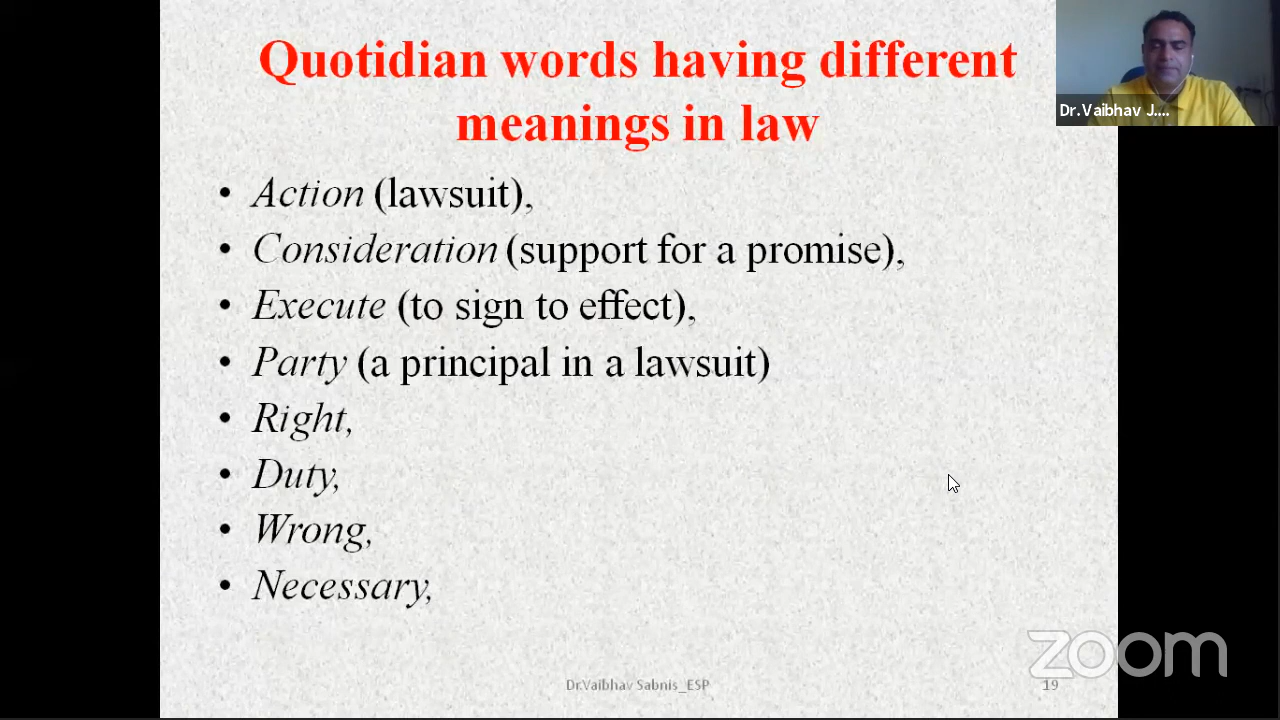 Quotidian words having different
meanings in law
Dr.Vaibhav J....
• Action (lawsuit),
• Consideration (support for a promise),
• Execute (to sign to effect),
• Party (a principal in a lawsuit)
• Right,
• Duty,
• Wrong,
• Necessary,
zoom
Dr.Vaibhav Sabnis_ESP
19